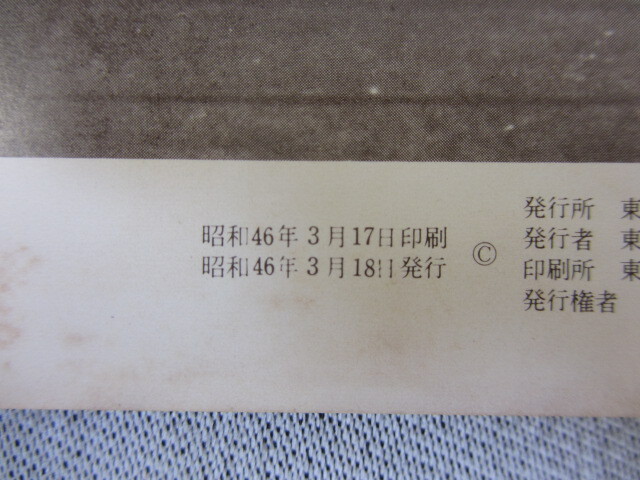 昭和46年 3月17日印刷
昭和46年 3月18日発行
©
発行所 東
発行者 東
印刷所 東
発行権者